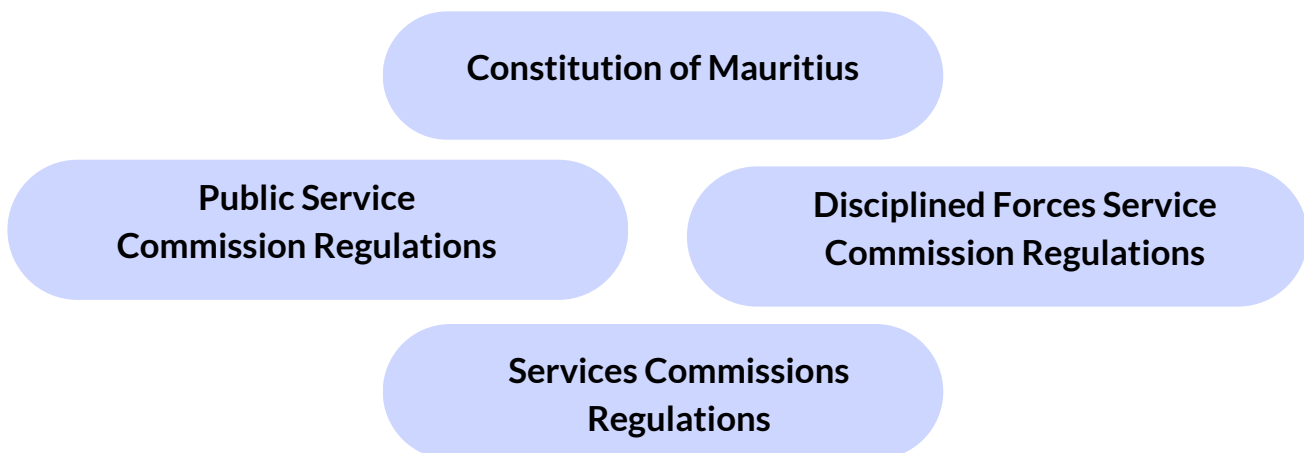 Constitution of Mauritius
Public Service
Commission Regulations
Disciplined Forces Service
Commission Regulations
Services Commissions
Regulations